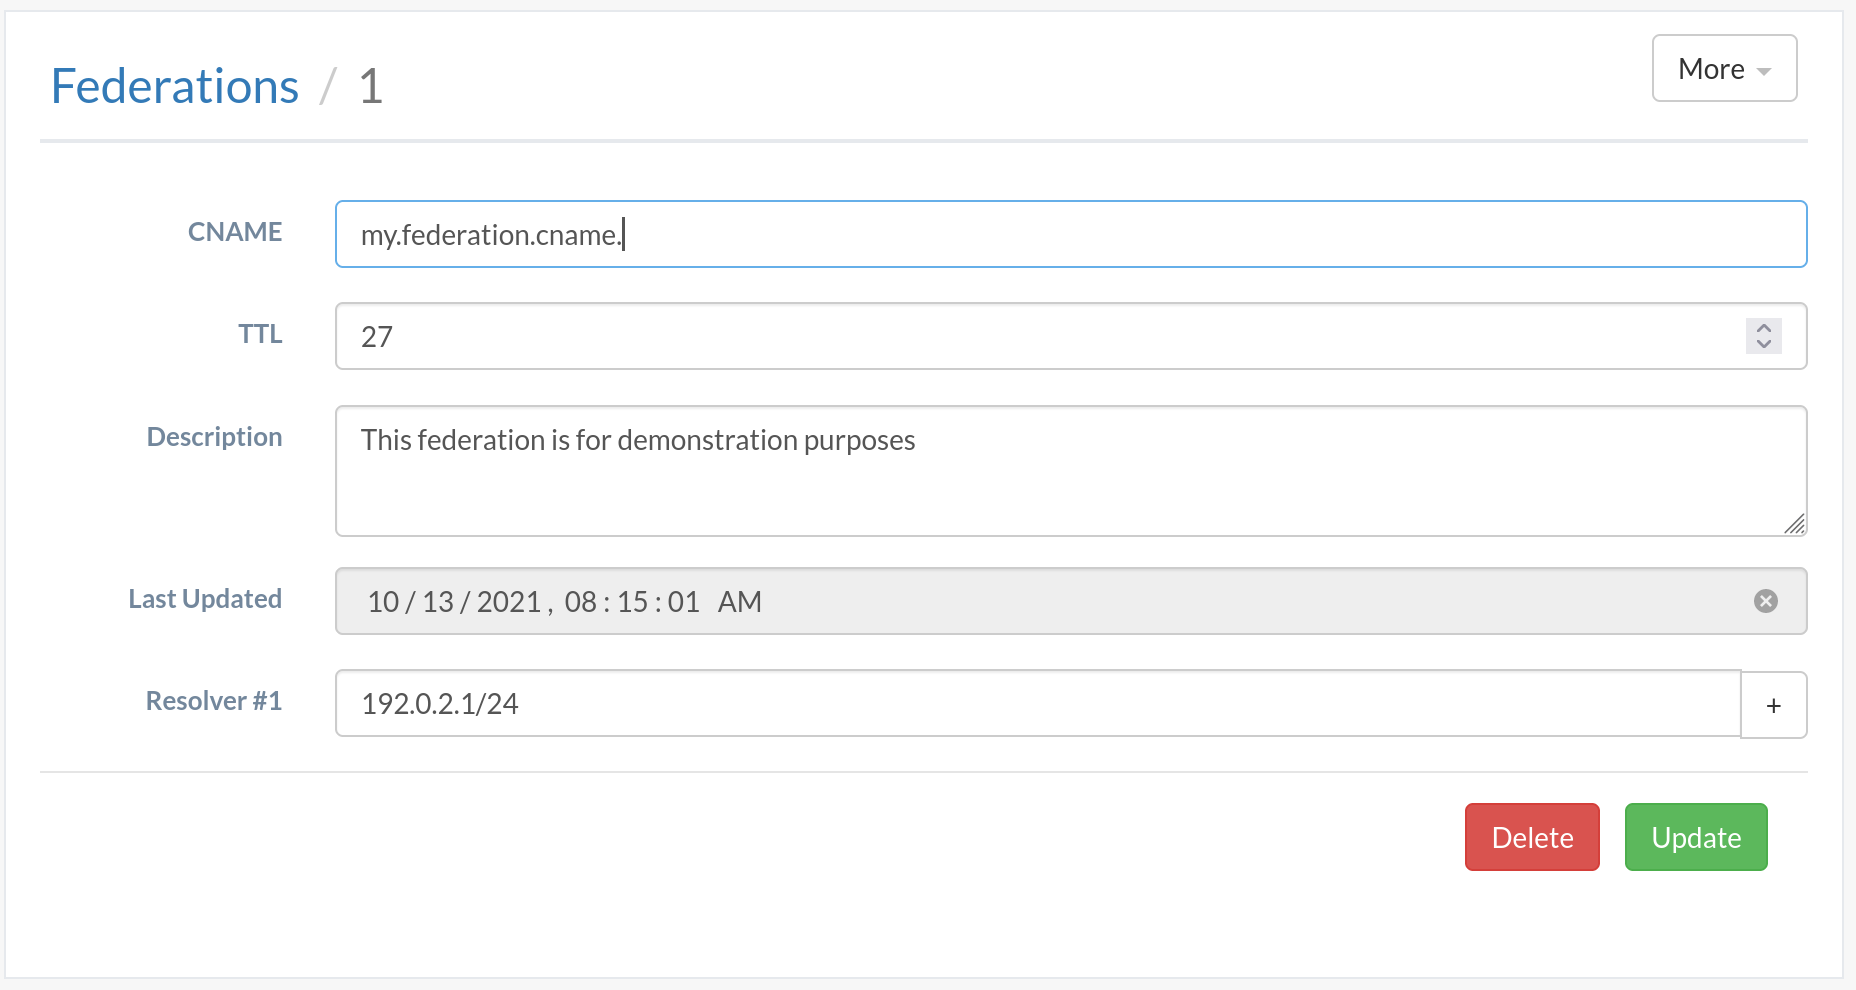 Federations / 1
More
CNAME
my.federation.cname.
TTL
27
Description
This federation is for demonstration purposes
Last Updated
10 / 13 / 2021 , 08 : 15 : 01 AM
Resolver #1
192.0.2.1/24
+
Delete
Update